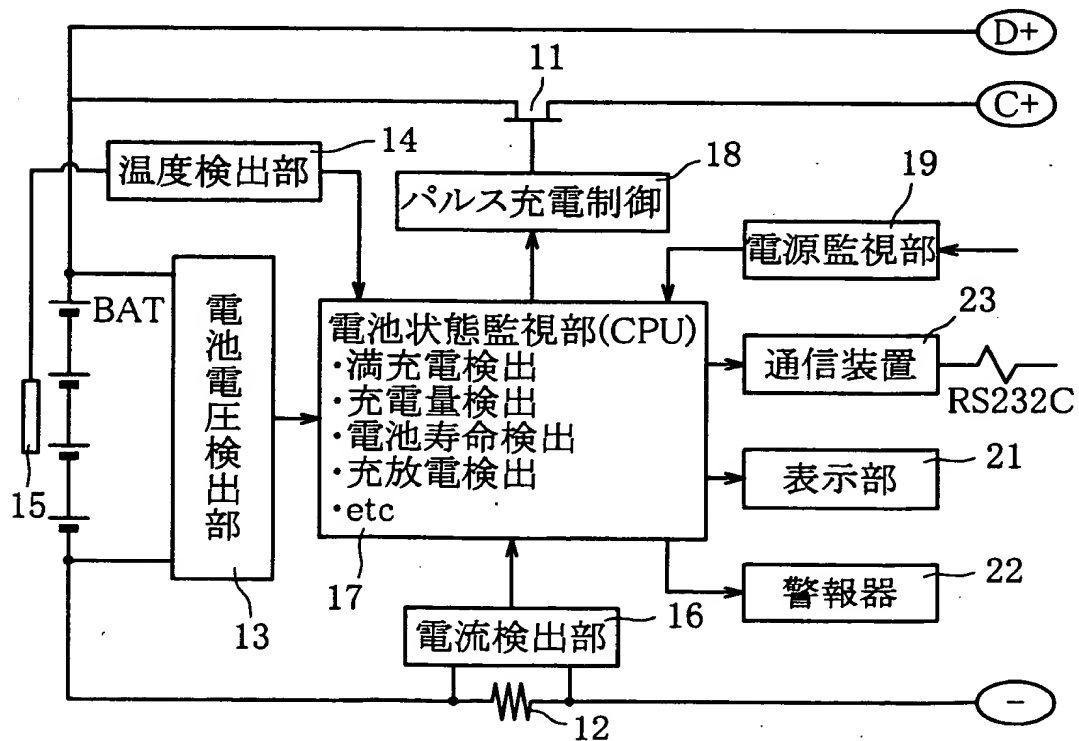 D+
11
C+
14
温度検出部
18
パルス充電制御
19
電源監視部
BAT
電池電圧検出部
電池状態監視部(CPU)
・満充電検出
・充電量検出
・電池寿命検出
・充放電検出
・etc
23
通信装置
RS232C
15
21
表示部
17
13
16
電流検出部
22
警報器
12
−